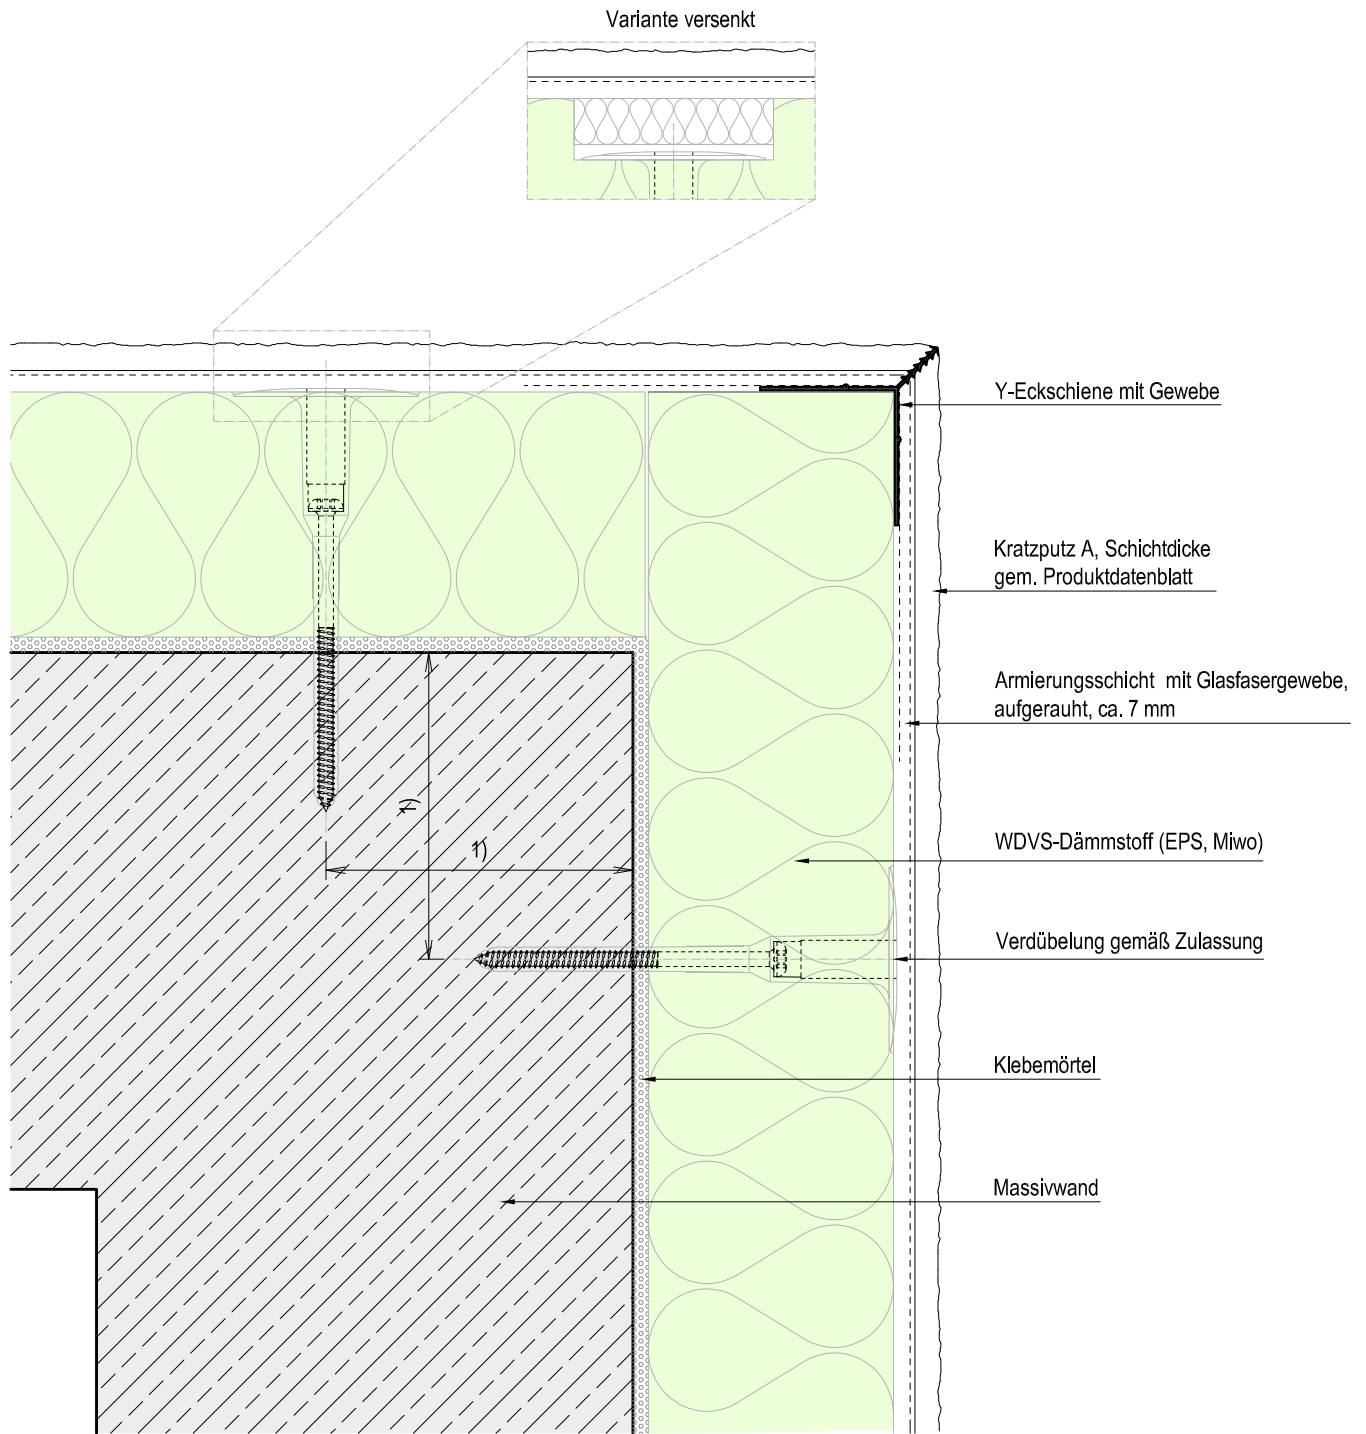 Variante versenkt
Y-Eckschiene mit Gewebe
Kratzputz A, Schichtdicke
gem. Produktdatenblatt
Armierungsschicht mit Glasfasergewebe,
aufgerauht, ca. 7 mm
1)
1)
WDVS-Dämmstoff (EPS, Miwo)
Verdübelung gemäß Zulassung
Klebemörtel
Massivwand